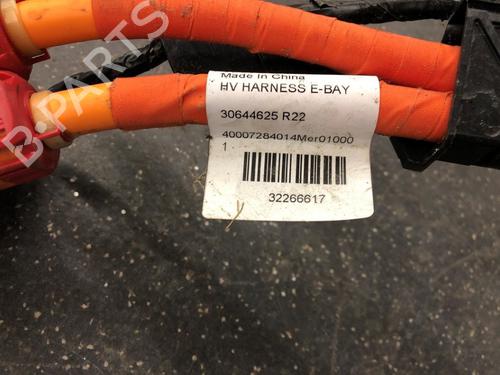 Made in China
HV HARNESS E-BAY
30644625 R22
40007284014Mer01000
1
32266617
B-PARTS